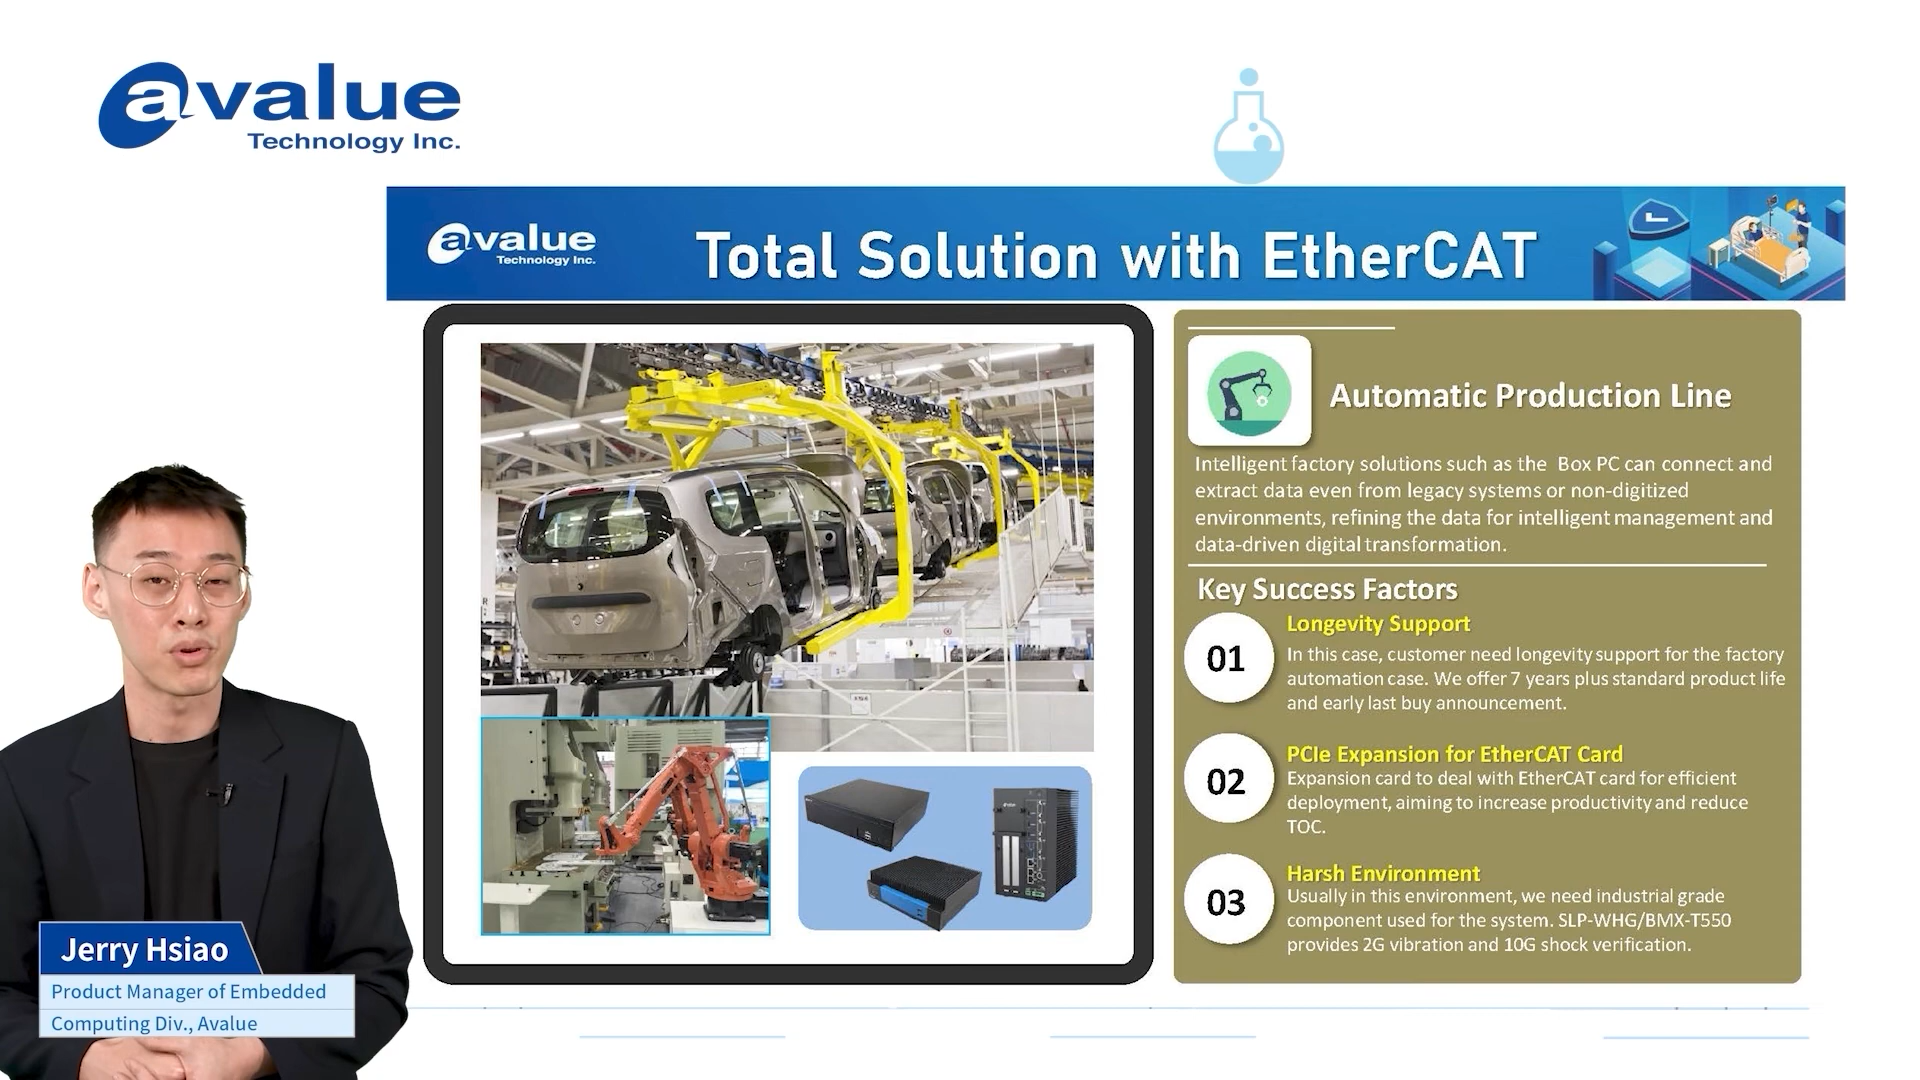 avalue
Technology Inc.
avalue
Technology Inc.
Total Solution with EtherCAT
Automatic Production Line
Intelligent factory solutions such as the Box PC can connect and
extract data even from legacy systems or non-digitized
environments, refining the data for intelligent management and
data-driven digital transformation.
Key Success Factors
01
Longevity Support
In this case, customer need longevity support for the factory
automation case. We offer 7 years plus standard product life
and early last buy announcement.
02
PCIe Expansion for EtherCAT Card
Expansion card to deal with EtherCAT card for efficient
deployment, aiming to increase productivity and reduce
TOC.
03
Harsh Environment
Usually in this environment, we need industrial grade
component used for the system. SLP-WHG/BMX-T550
provides 2G vibration and 10G shock verification.
Jerry Hsiao
Product Manager of Embedded
Computing Div., Avalue